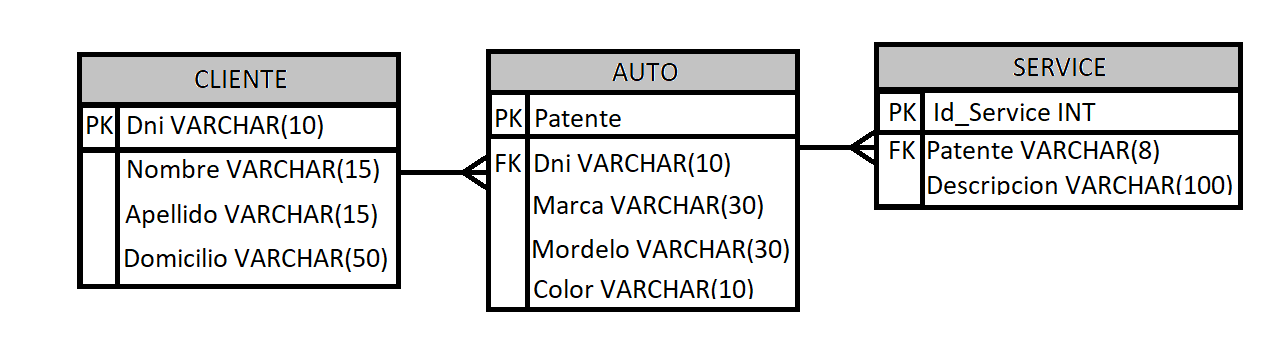 CLIENTE
PK Dni VARCHAR(10)
Nombre VARCHAR(15)
Apellido VARCHAR(15)
Domicilio VARCHAR(50)
AUTO
PK Patente
FK Dni VARCHAR(10)
Marca VARCHAR(30)
Mordelo VARCHAR(30)
Color VARCHAR(10)
SERVICE
PK Id_Service INT
FK Patente VARCHAR(8)
Descripcion VARCHAR(100)